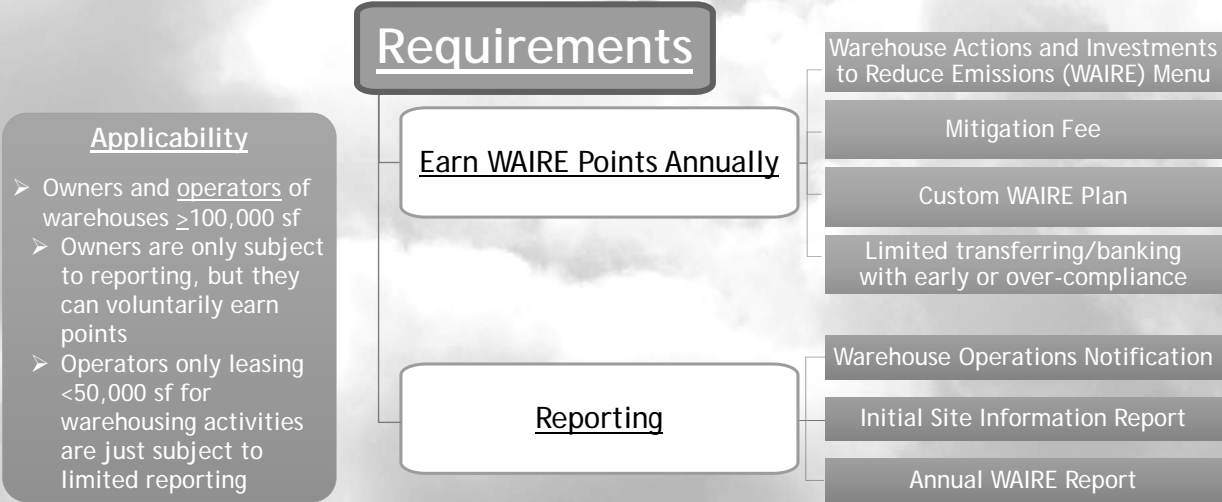 Requirements
Applicability
➢ Owners and operators of
warehouses ≥100,000 sf
➢ Owners are only subject
to reporting, but they
can voluntarily earn
points
➢ Operators only leasing
<50,000 sf for
warehousing activities
are just subject to
limited reporting
Earn WAIRE Points Annually
Warehouse Actions and Investments
to Reduce Emissions (WAIRE) Menu
Mitigation Fee
Custom WAIRE Plan
Limited transferring/banking
with early or over-compliance
Reporting
Warehouse Operations Notification
Initial Site Information Report
Annual WAIRE Report